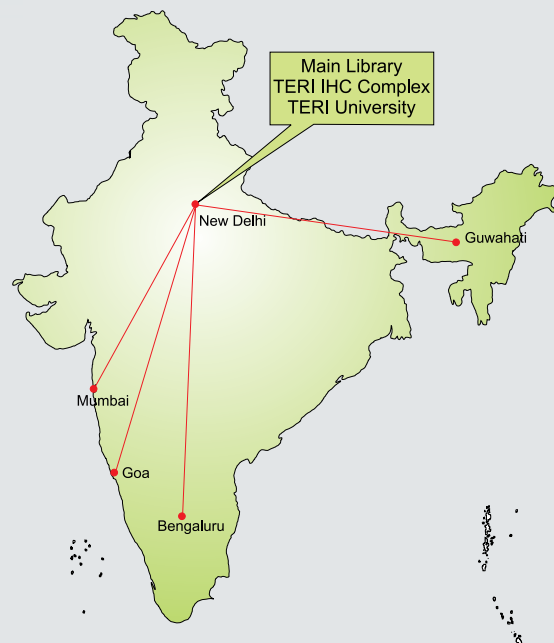 Main Library
TERI IHC Complex
TERI University
New Delhi
Guwahati
Mumbai
Goa
Bengaluru